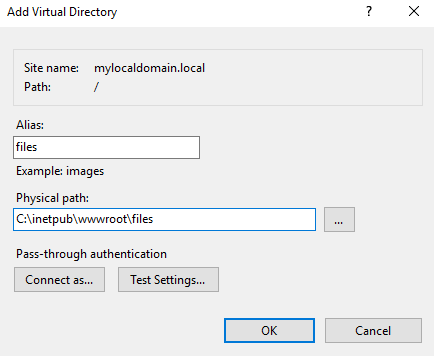 Add Virtual Directory
?
Site name: mylocaldomain.local
Path: /
Alias:
files
Example: images
Physical path:
C:\inetpub\wwwroot\files
...
Pass-through authentication
Connect as... Test Settings...
OK Cancel